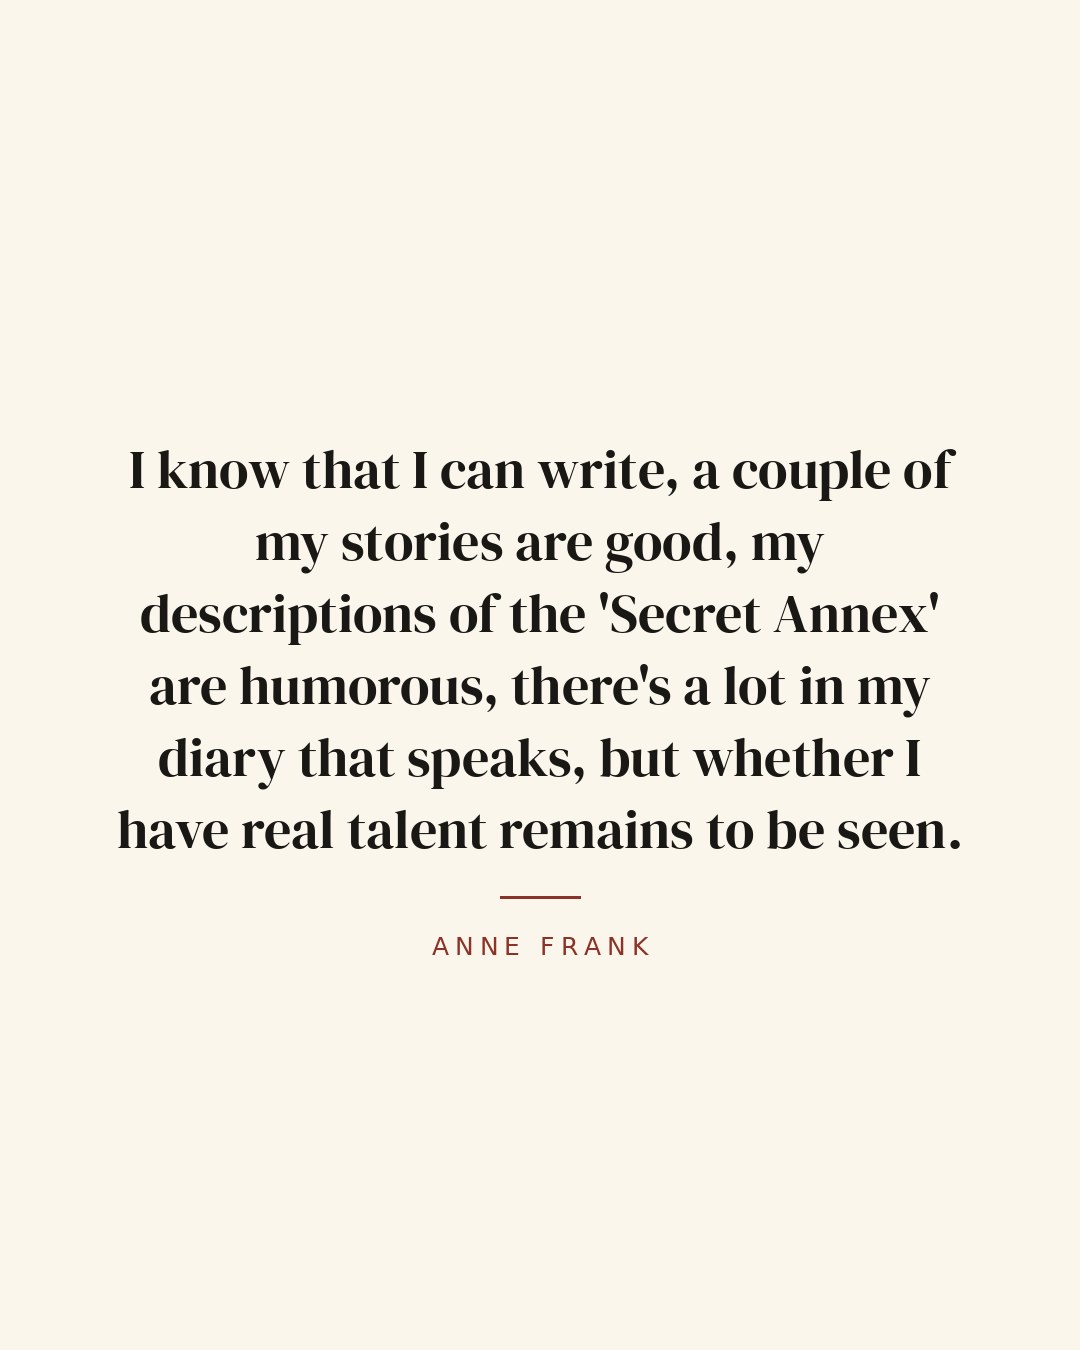 I know that I can write, a couple of
my stories are good, my
descriptions of the 'Secret Annex'
are humorous, there's a lot in my
diary that speaks, but whether I
have real talent remains to be seen.
ANNE FRANK